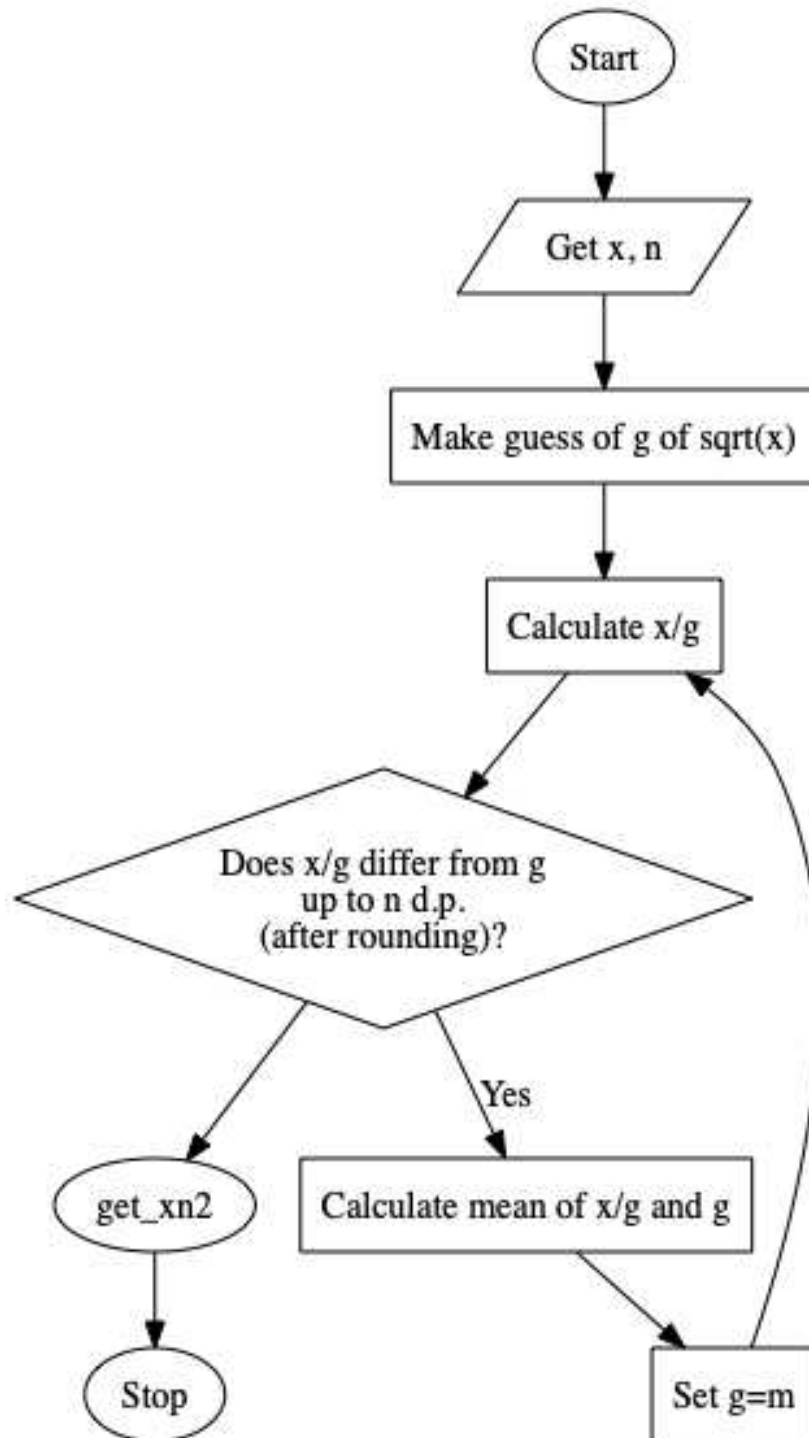 Start
Get x, n
Make guess of g of sqrt(x)
Calculate x/g
Does x/g differ from g
up to n d.p.
(after rounding)?
Yes
get_xn2
Calculate mean of x/g and g
Stop
Set g=m